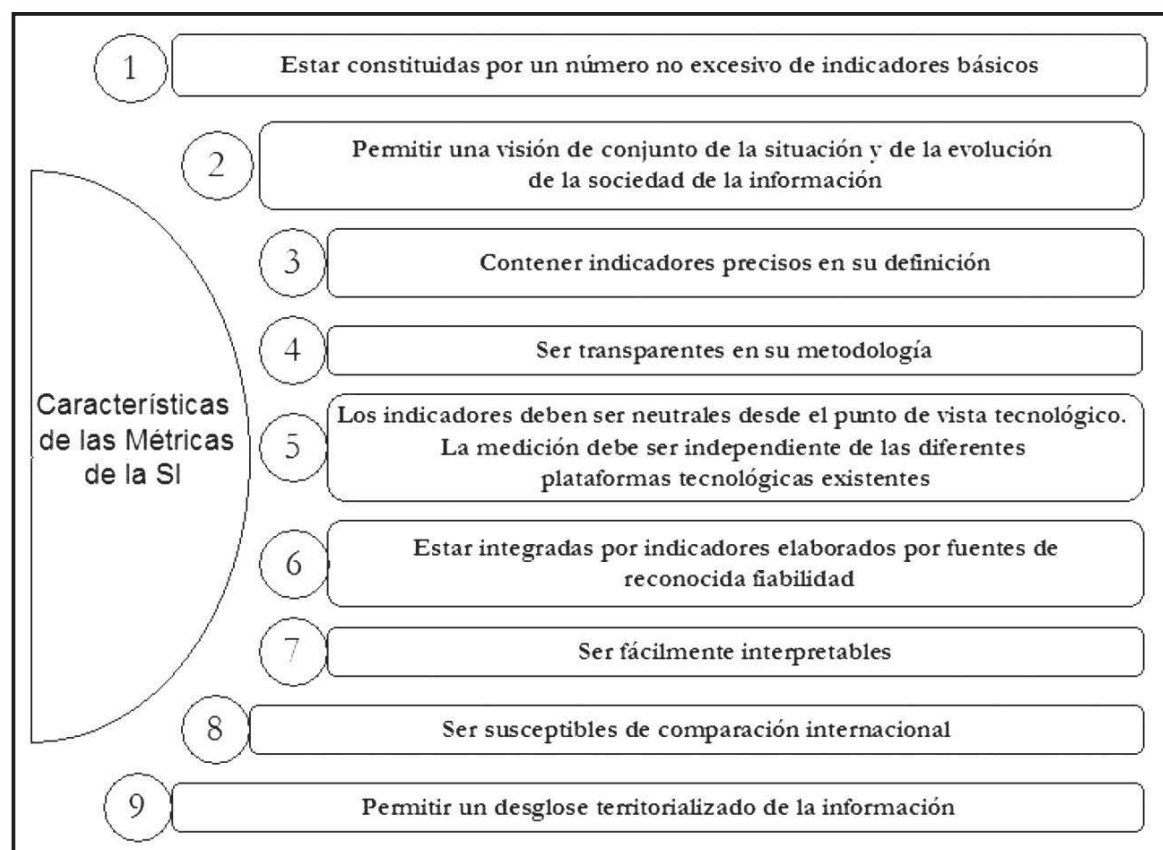 1
Estar constituidas por un número no excesivo de indicadores básicos
2
Permitir una visión de conjunto de la situación y de la evolución
de la sociedad de la información
3
Contener indicadores precisos en su definición
4
Ser transparentes en su metodología
Característificas
de las Métricas
de la SI
5
Los indicadores deben ser neutrales desde el punto de vista tecnológico.
La medición debe ser independiente de las diferentes
plataformas tecnológicas existentes
6
Estar integradas por indicadores elaborados por fuentes de
reconocida fiabilidad
7
Ser fácilmente interpretables
8
Ser susceptibles de comparación internacional
9
Permitir un desglose territorializado de la información